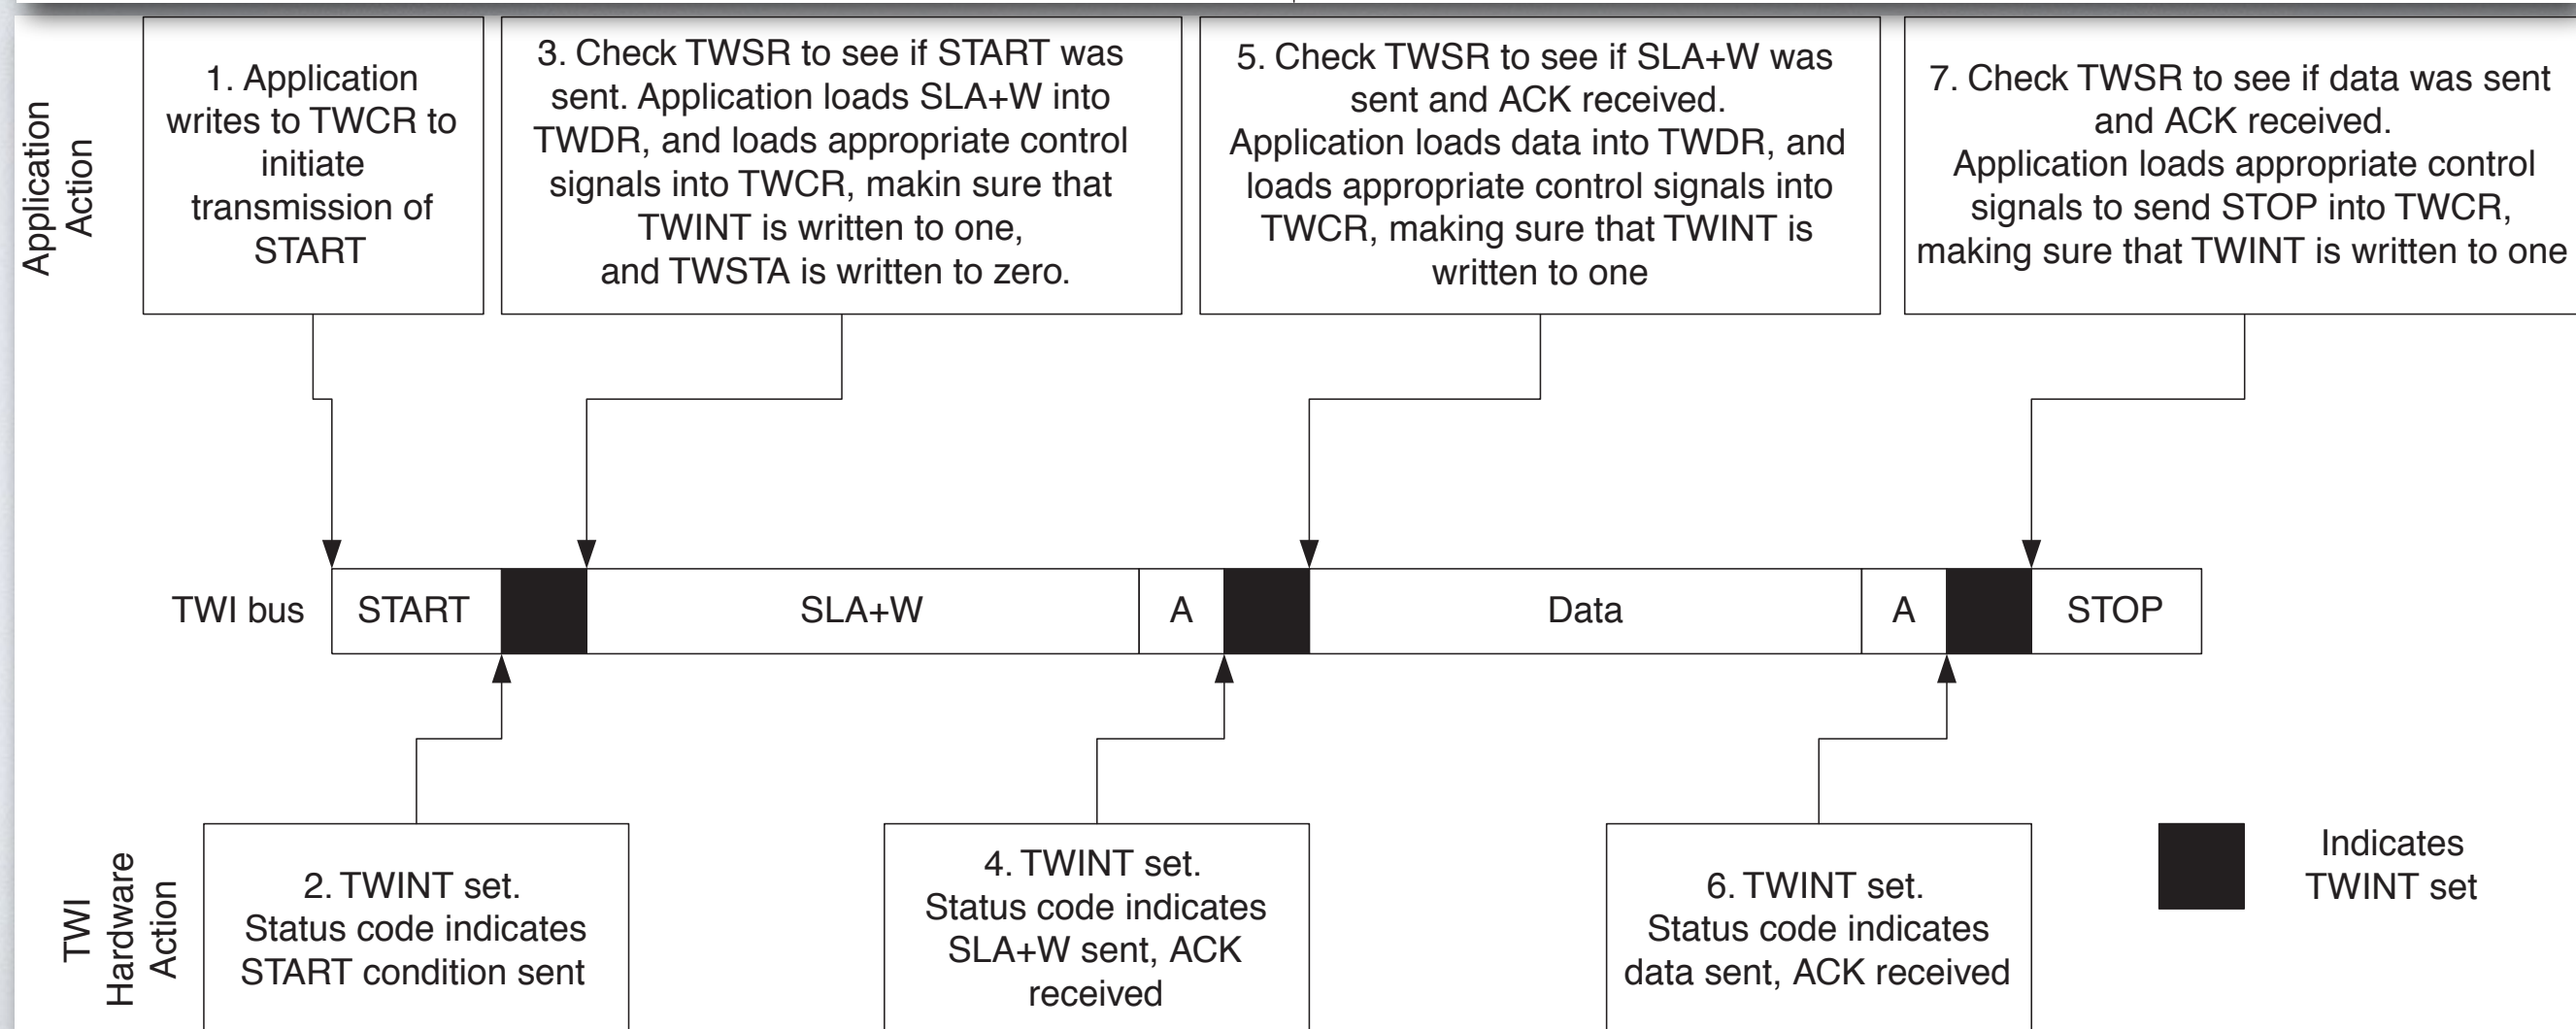 Application
Action
1. Application
writes to TWCR to
initiate
transmission of
START
3. Check TWSR to see if START was
sent. Application loads SLA+W into
TWDR, and loads appropriate control
signals into TWCR, makin sure that
TWINT is written to one,
and TWSTA is written to zero.
5. Check TWSR to see if SLA+W was
sent and ACK received.
Application loads data into TWDR, and
loads appropriate control signals into
TWCR, making sure that TWINT is
written to one
7. Check TWSR to see if data was sent
and ACK received.
Application loads appropriate control
signals to send STOP into TWCR,
making sure that TWINT is written to one
TWI bus
START
SLA+W
A
Data
A
STOP
TWI
Hardware
Action
2. TWINT set.
Status code indicates
START condition sent
4. TWINT set.
Status code indicates
SLA+W sent, ACK
received
6. TWINT set.
Status code indicates
data sent, ACK received
Indicates
TWINT set